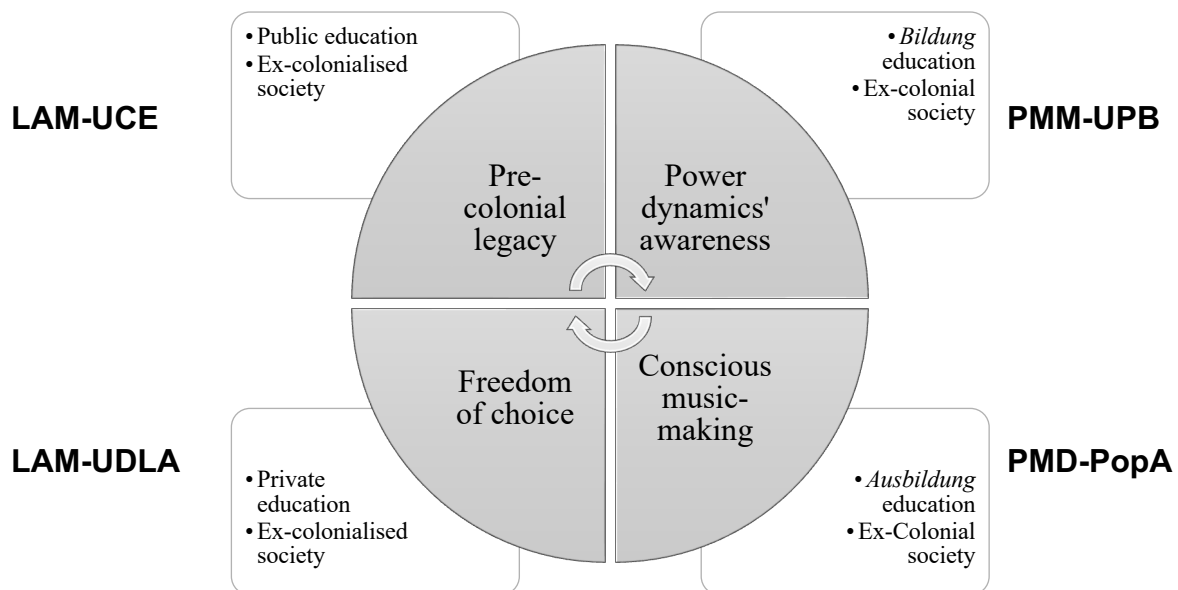 • Public education
• Ex-colonialised
society
LAM-UCE
Pre-
colonial
legacy
• Bildung
education
• Ex-colonial
society
PMM-UPB
Power
dynamics'
awareness
Freedom
of choice
LAM-UDLA
• Private
education
• Ex-colonialised
society
Conscious
music-
making
PMD-PopA
• Ausbildung
education
• Ex-Colonial
society